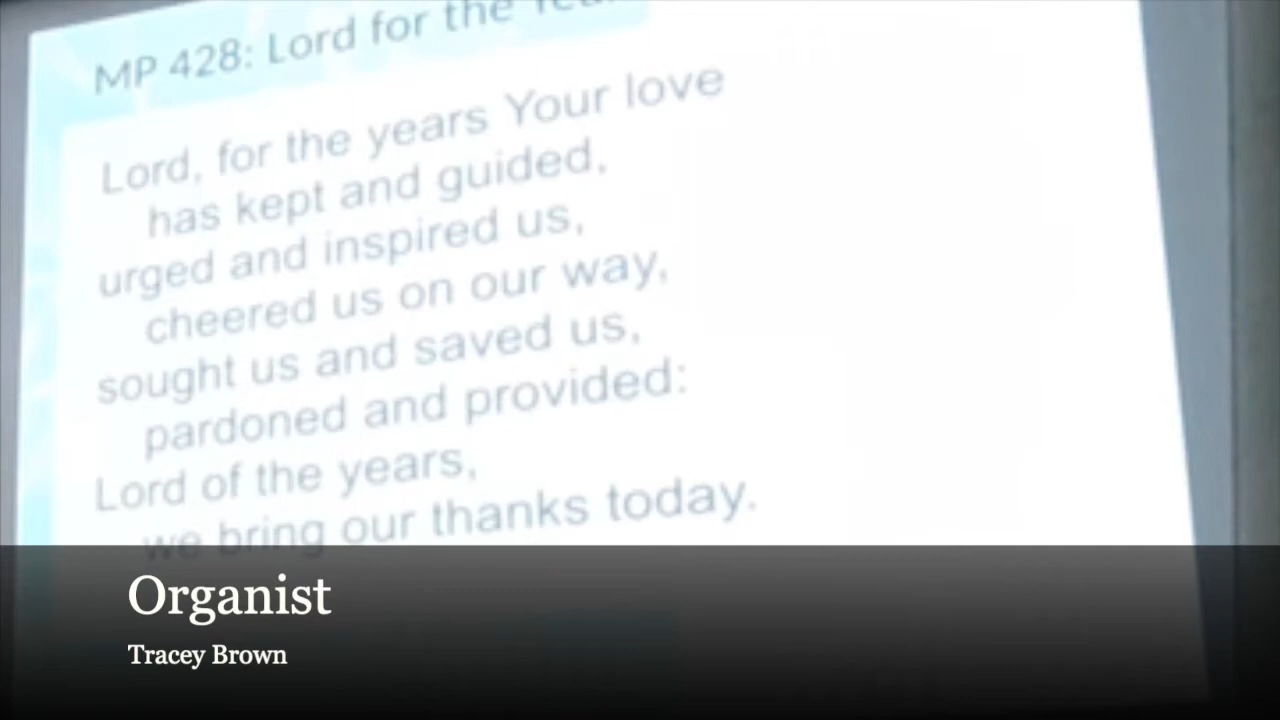 MP 428: Lord for the
Lord, for the years Your love
has kept and guided,
urged and inspired us,
cheered us on our way,
sought us and saved us,
pardoned and provided:
Lord of the years,
we bring our thanks today.
Organist
Tracey Brown